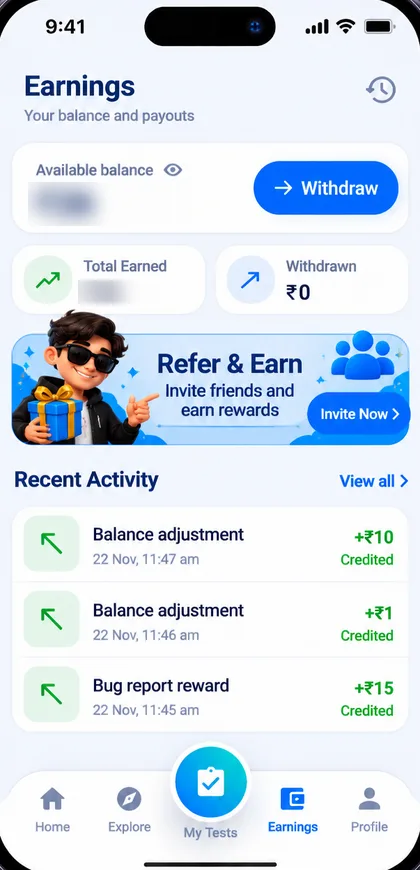 9:41
Earnings
Your balance and payouts
Available balance
→ Withdraw
Total Earned
Withdrawn
₹0
Refer & Earn
Invite friends and
earn rewards
Invite Now >
Recent Activity
View all >
Balance adjustment
+₹10
22 Nov, 11:47 am
Credited
Balance adjustment
+₹1
22 Nov, 11:46 am
Credited
Bug report reward
+₹15
22 Nov, 11:45 am
Credited
Home
Explore
My Tests
Earnings
Profile